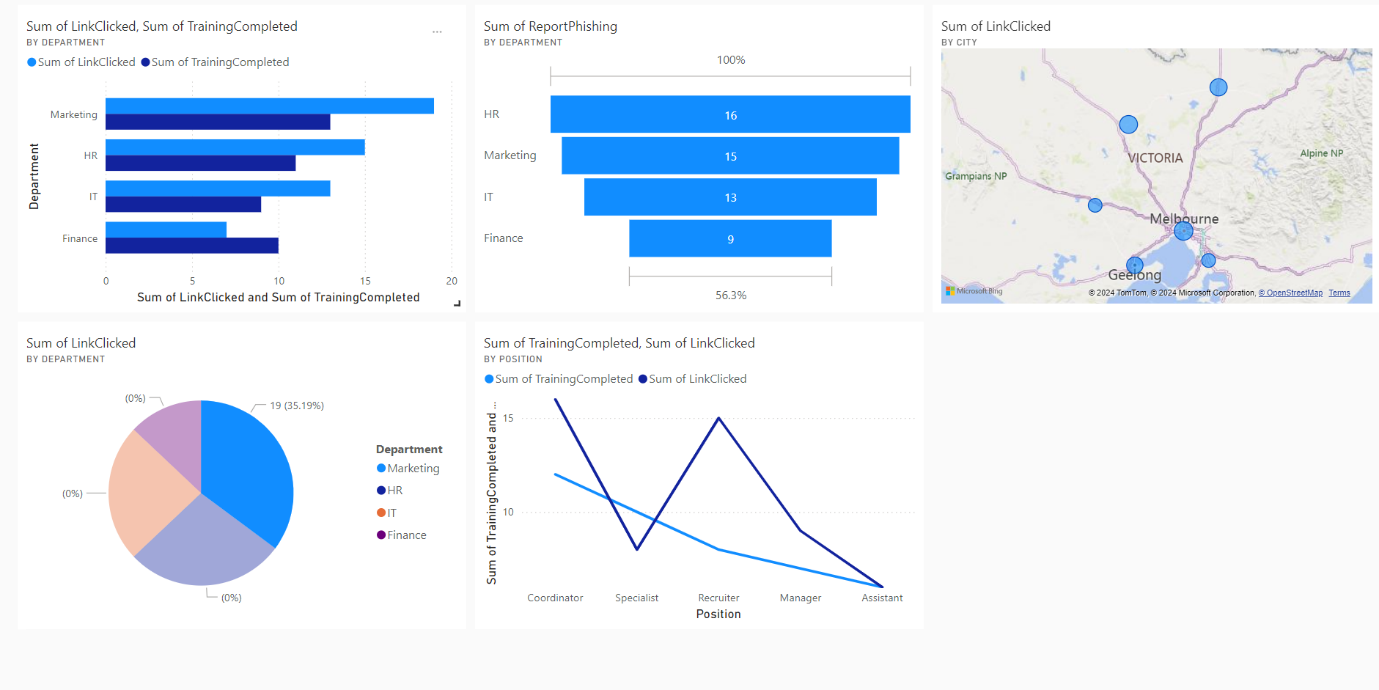 Sum of LinkClicked, Sum of TrainingCompleted
...
BY DEPARTMENT
Sum of LinkClicked Sum of TrainingCompleted
Department
Marketing
HR
IT
Finance
0 5 10 15 20
Sum of LinkClicked and Sum of TrainingCompleted
Sum of ReportPhishing
BY DEPARTMENT
100%
HR 16
Marketing 15
IT 13
Finance 9
56.3%
Sum of LinkClicked
BY CITY
VICTORIA
Alpine NP
Grampians NP
Melbourne
Geelong
Microsoft Bing
© 2024 TomTom, © 2024 Microsoft Corporation, © OpenStreetMap Terms
Sum of LinkClicked
BY DEPARTMENT
(0%)
19 (35.19%)
(0%)
(0%)
Department
Marketing
HR
IT
Finance
Sum of TrainingCompleted, Sum of LinkClicked
BY POSITION
Sum of TrainingCompleted Sum of LinkClicked
Sum of TrainingCompleted and ...
15
10
Coordinator Specialist Recruiter Manager Assistant
Position